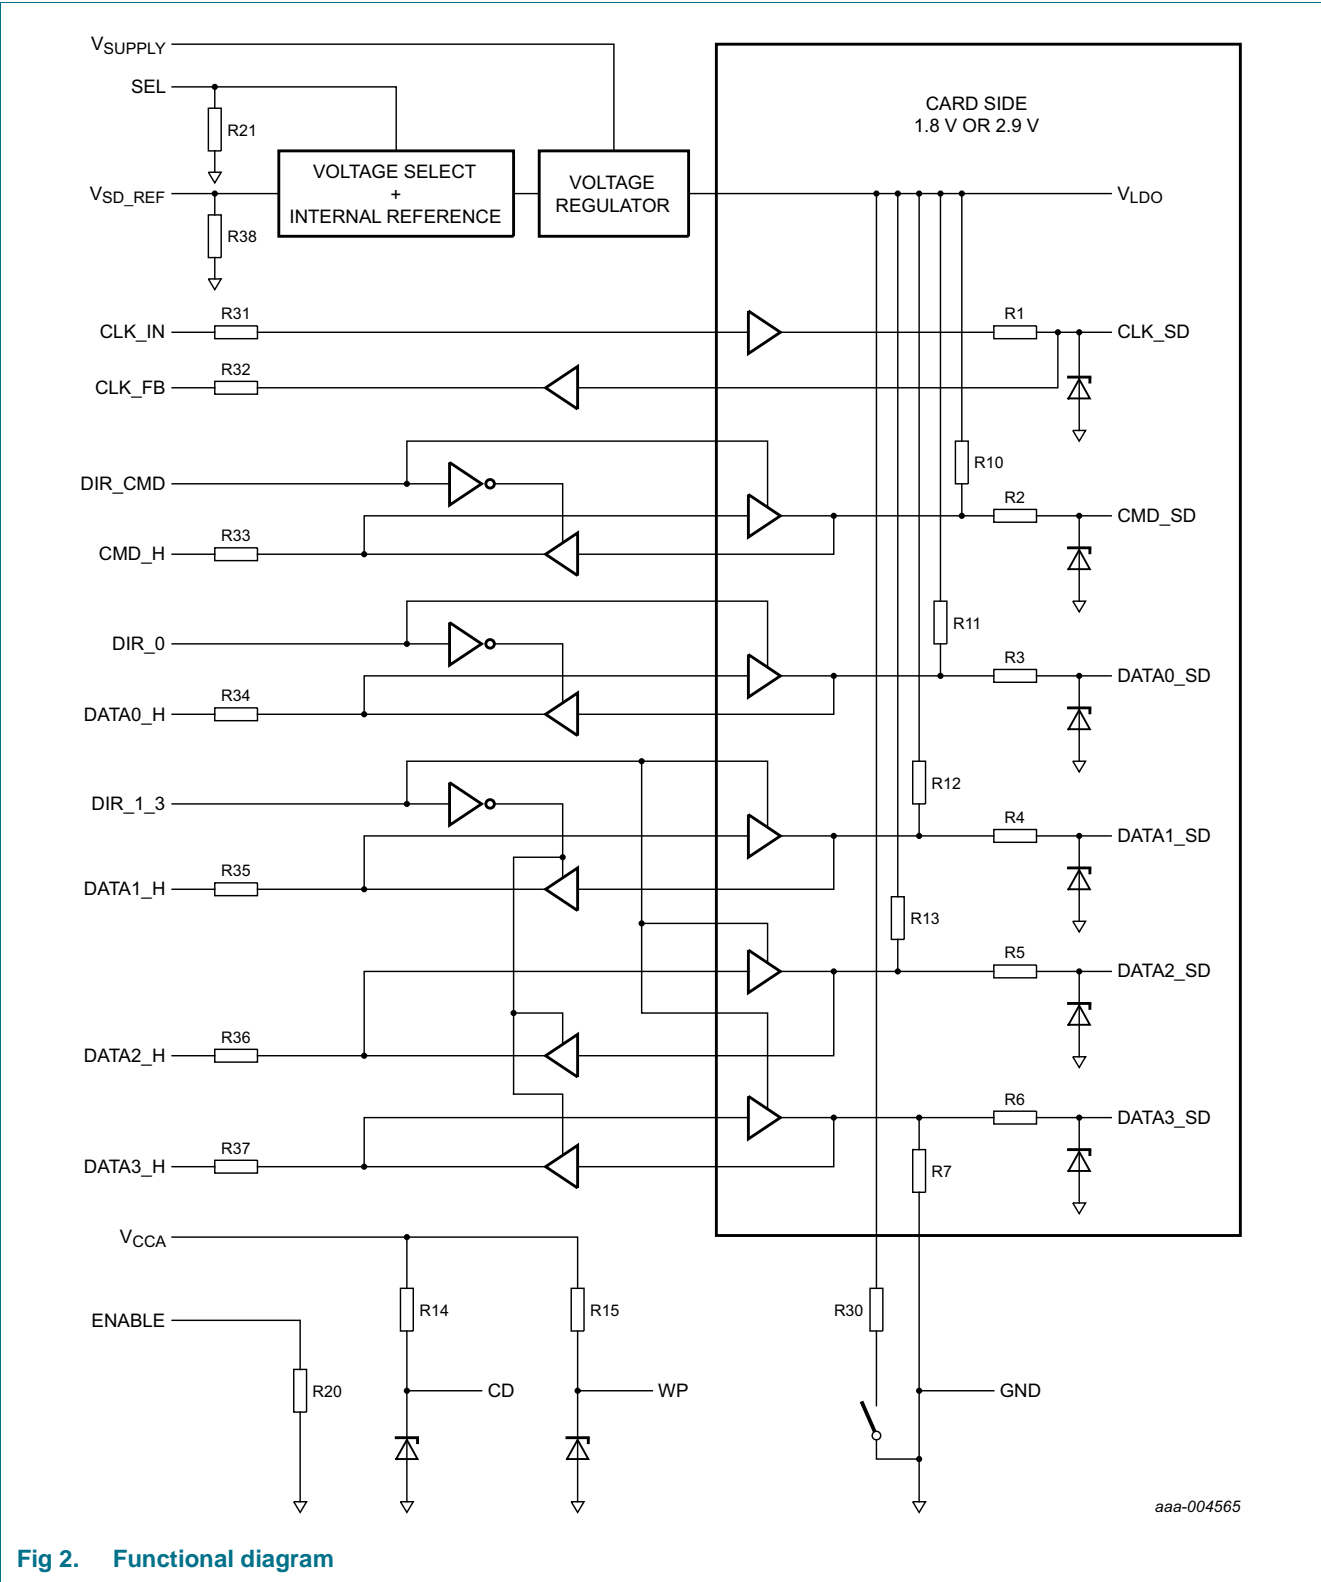 VSUPPLY
SEL
R21
CARD SIDE
1.8 V OR 2.9 V
VSD_REF
VOLTAGE SELECT
+
INTERNAL REFERENCE
VOLTAGE
REGULATOR
VLDO
R38
CLK_IN
R31
R1
CLK_SD
CLK_FB
R32
R10
DIR_CMD
R2
CMD_SD
CMD_H
R33
R11
DIR_0
R3
DATA0_SD
DATA0_H
R34
R12
DIR_1_3
R4
DATA1_SD
DATA1_H
R35
R13
R5
DATA2_SD
DATA2_H
R36
R6
DATA3_SD
DATA3_H
R37
R7
VCCA
R14
R15
R30
ENABLE
R20
CD
WP
GND
aaa-004565
Fig 2. Functional diagram